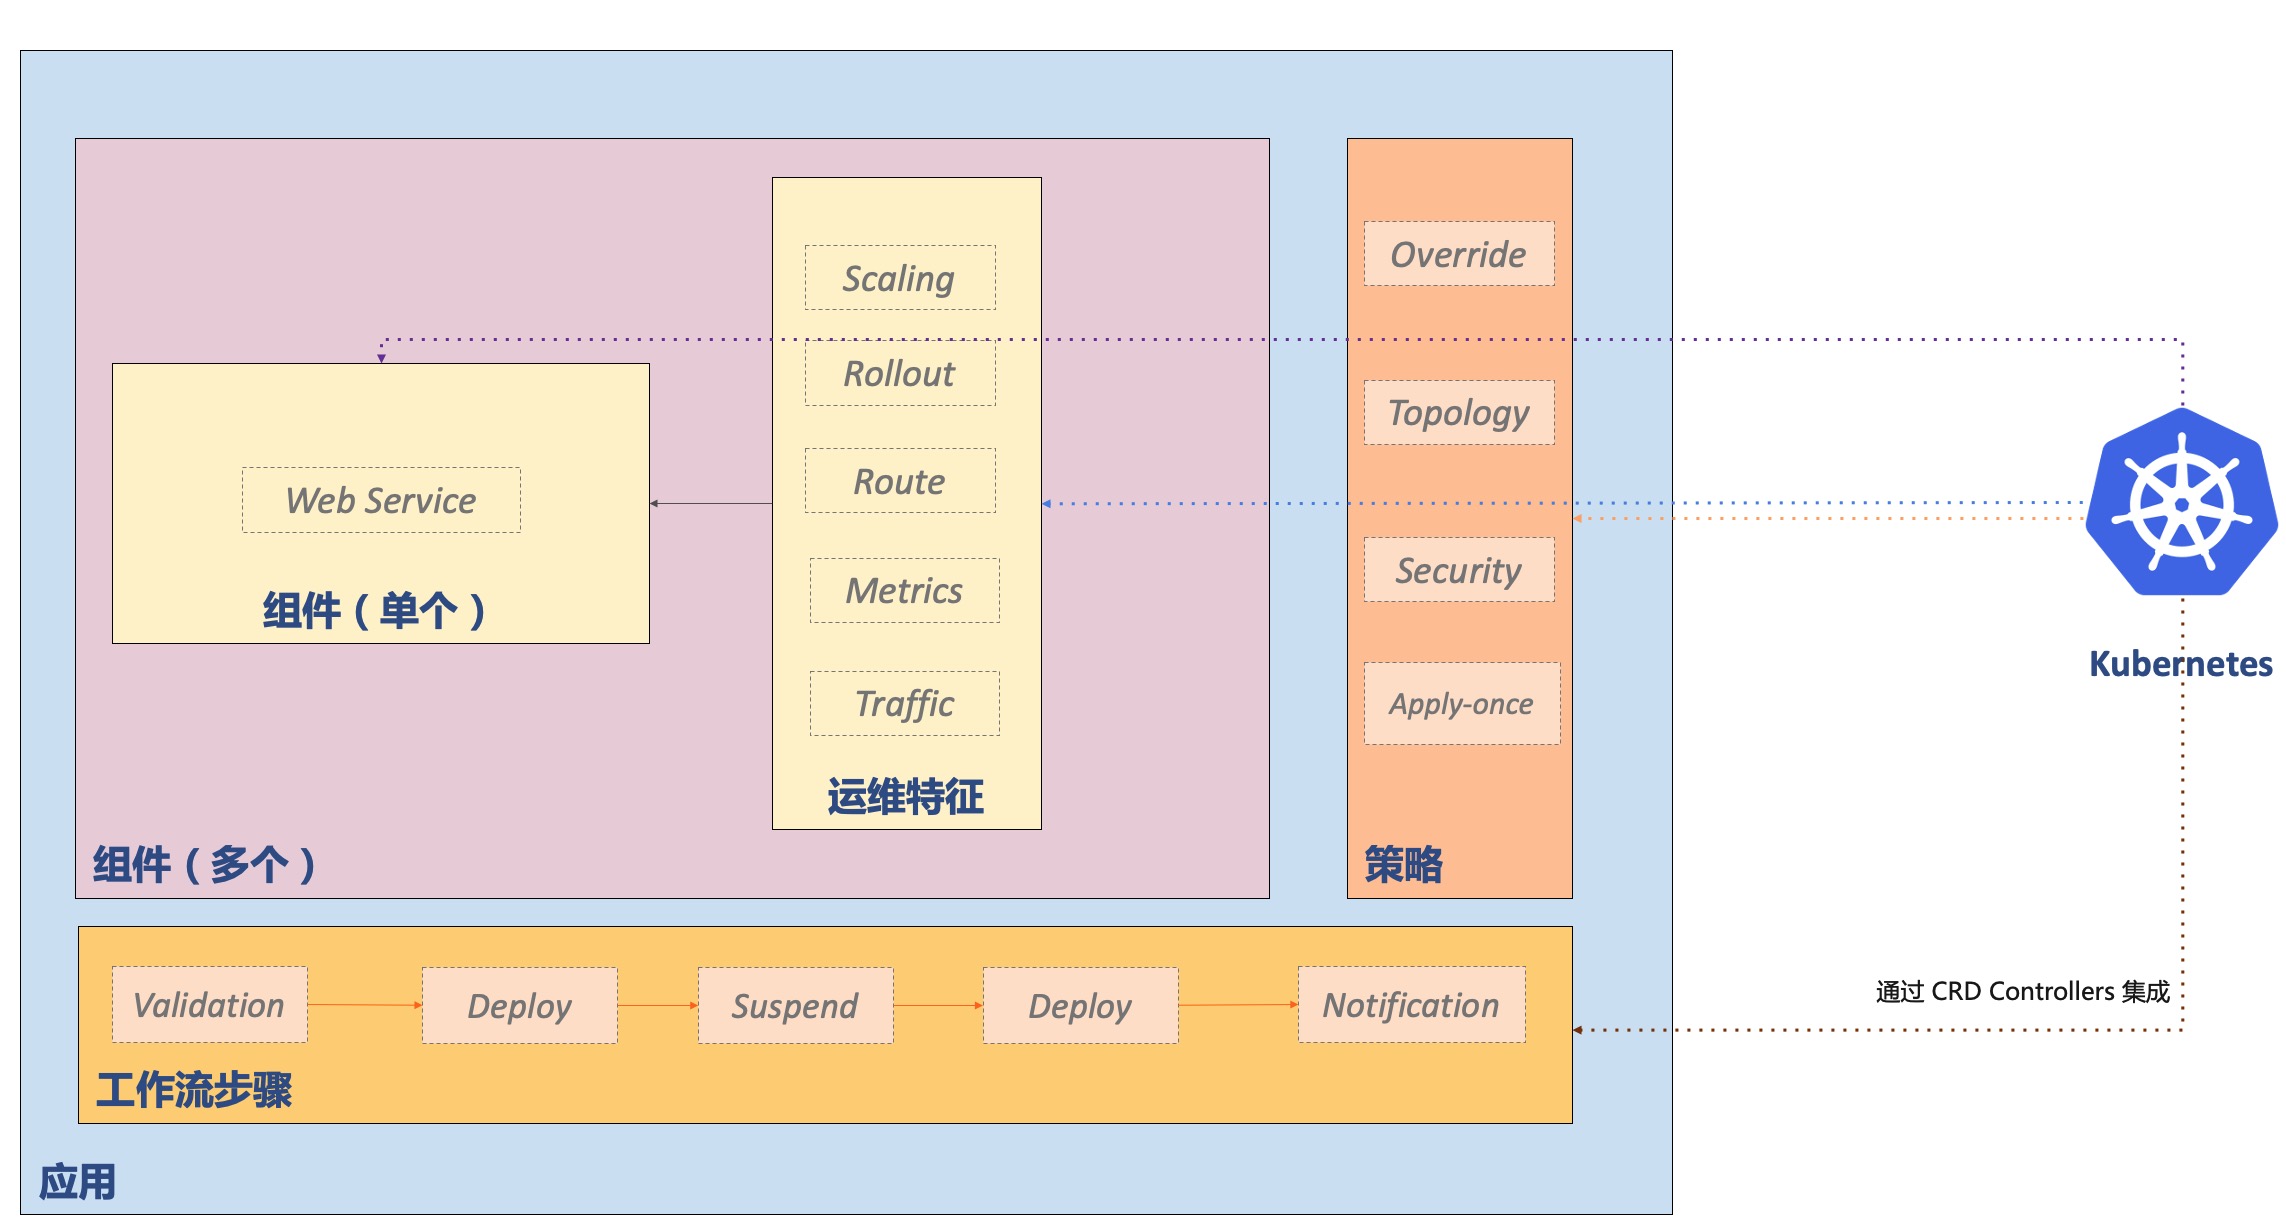 Scaling
Rollout
Route
Metrics
Traffic
运维特征
Web Service
组件（单个）
组件（多个）
Override
Topology
Security
Apply-once
策略
Kubernetes
通过 CRD Controllers 集成
Validation
Deploy
Suspend
Deploy
Notification
工作流步骤
应用